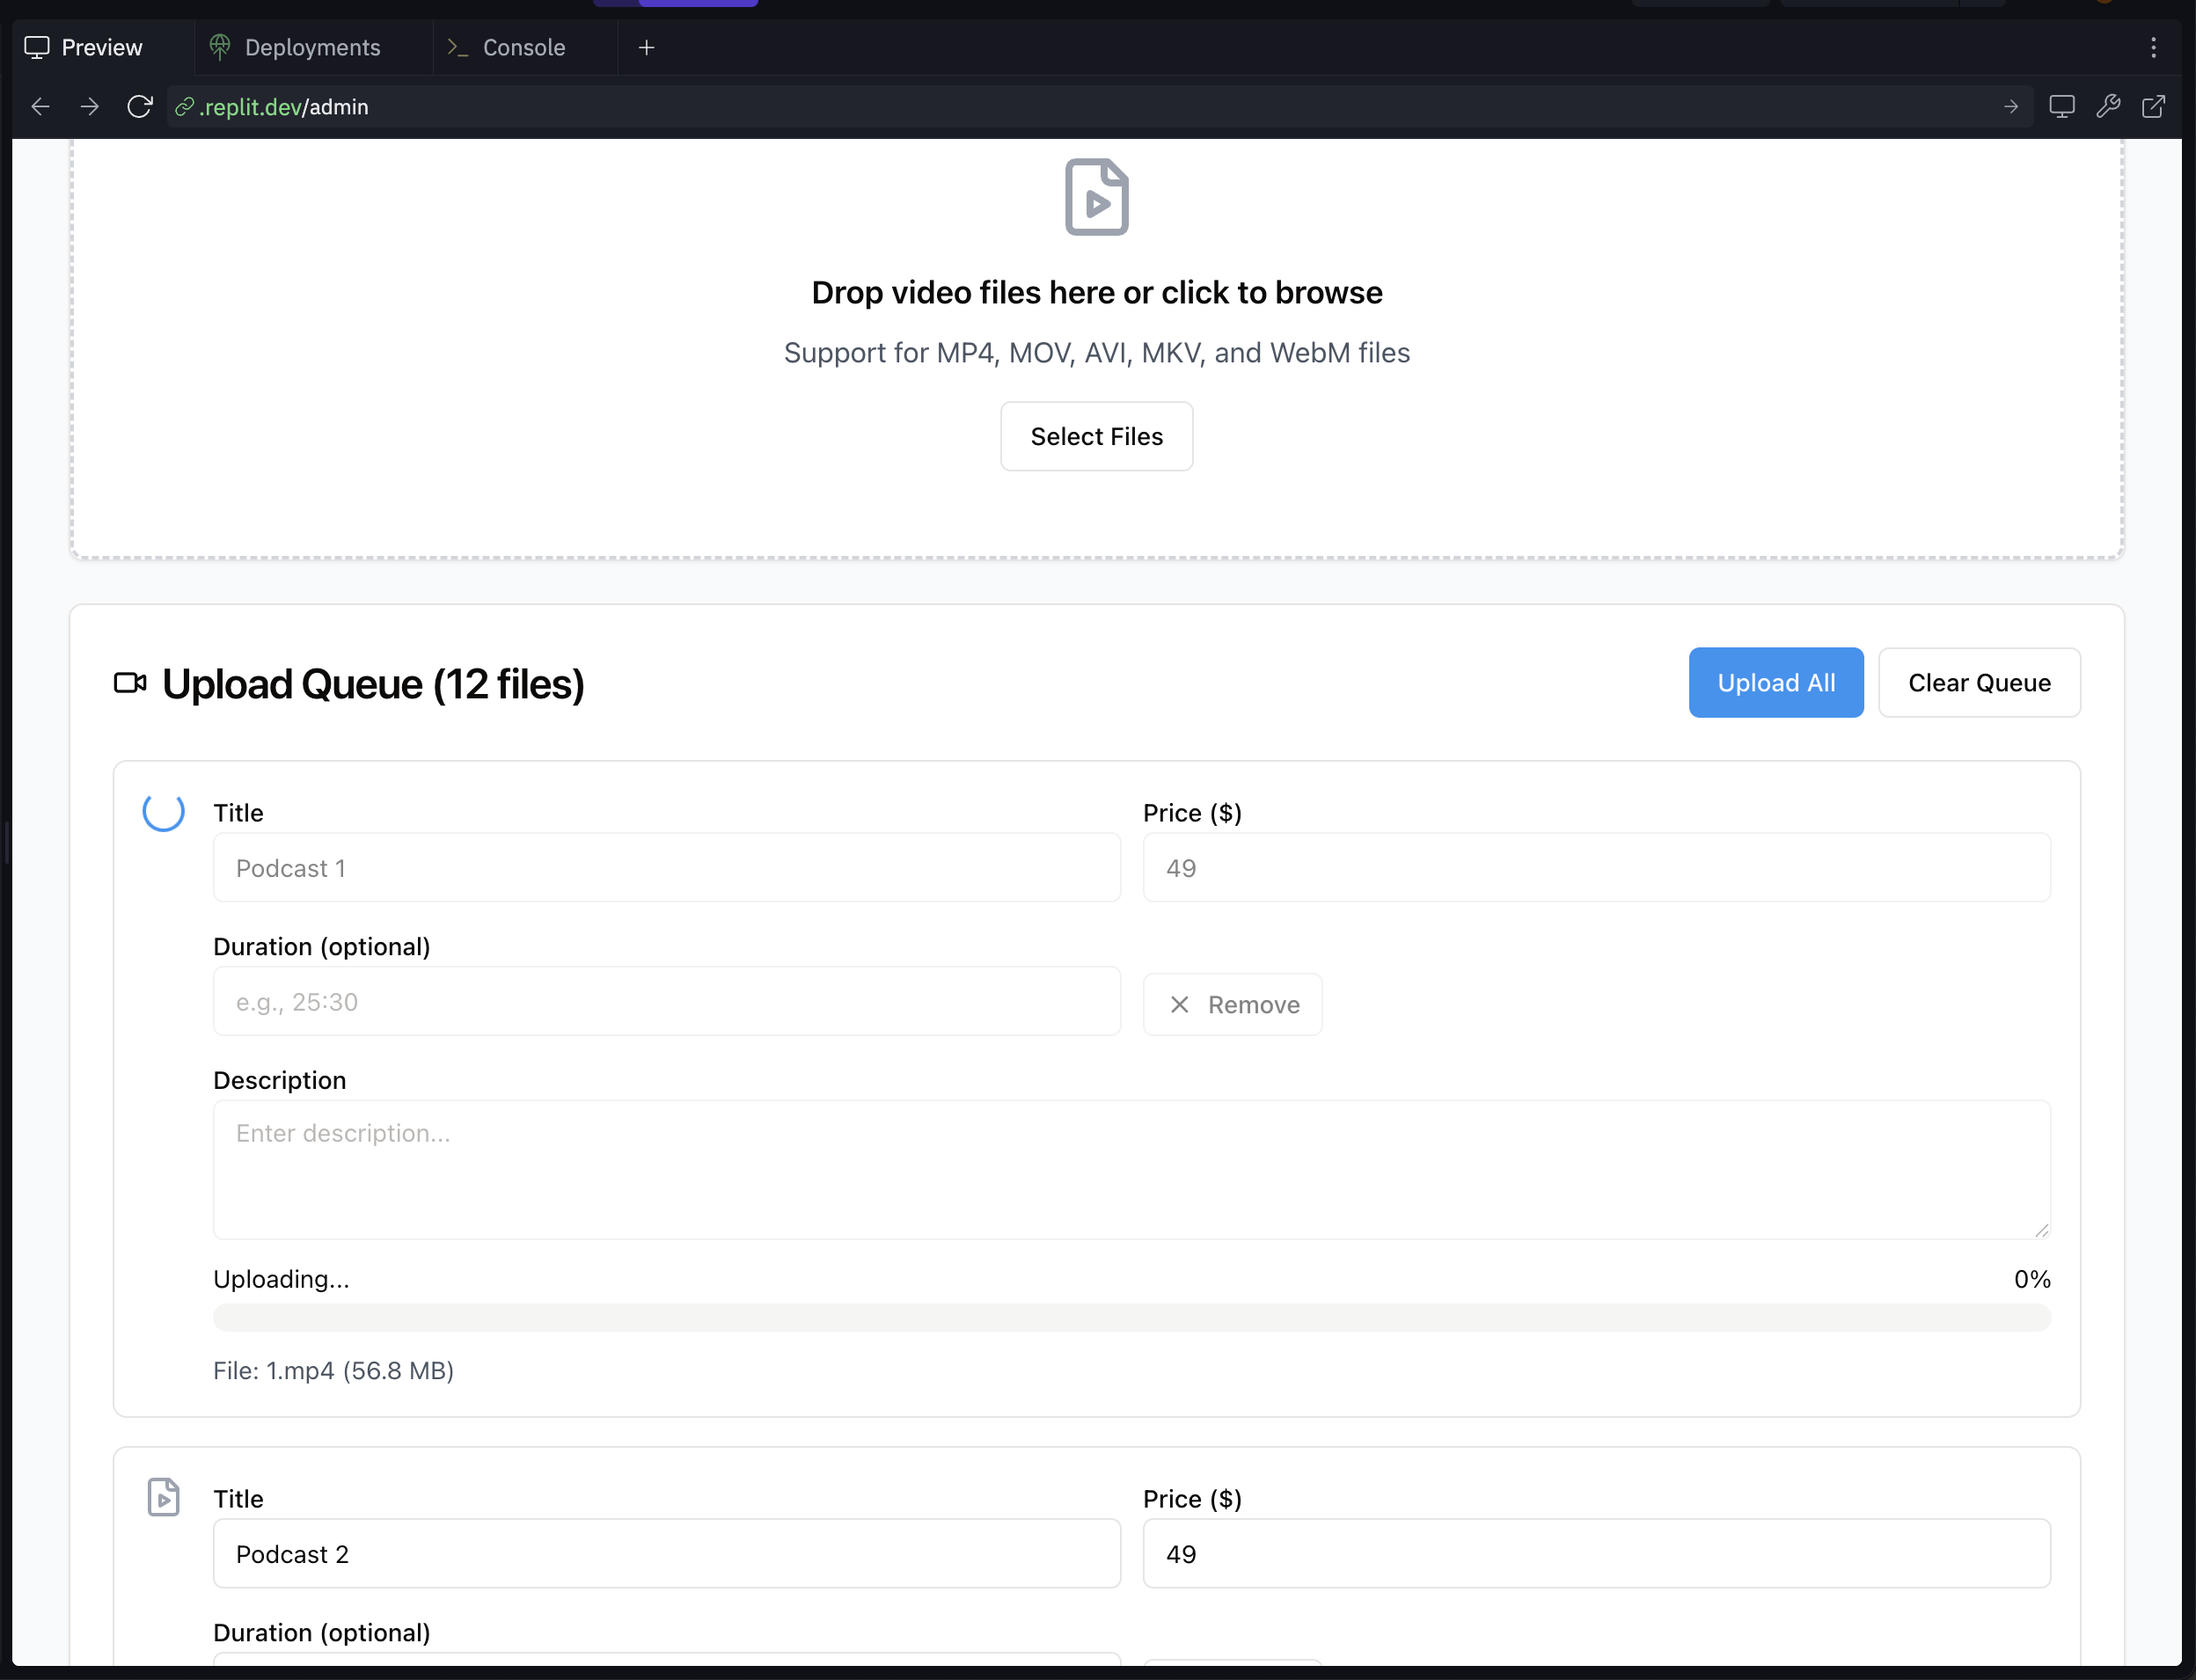 Preview Deployments Console
.replit.dev/admin
Drop video files here or click to browse
Support for MP4, MOV, AVI, MKV, and WebM files
Select Files
Upload Queue (12 files) Upload All Clear Queue
Title Price ($)
Podcast 1 49
Duration (optional)
e.g., 25:30 Remove
Description
Enter description...
Uploading... 0%
File: 1.mp4 (56.8 MB)
Title Price ($)
Podcast 2 49
Duration (optional)